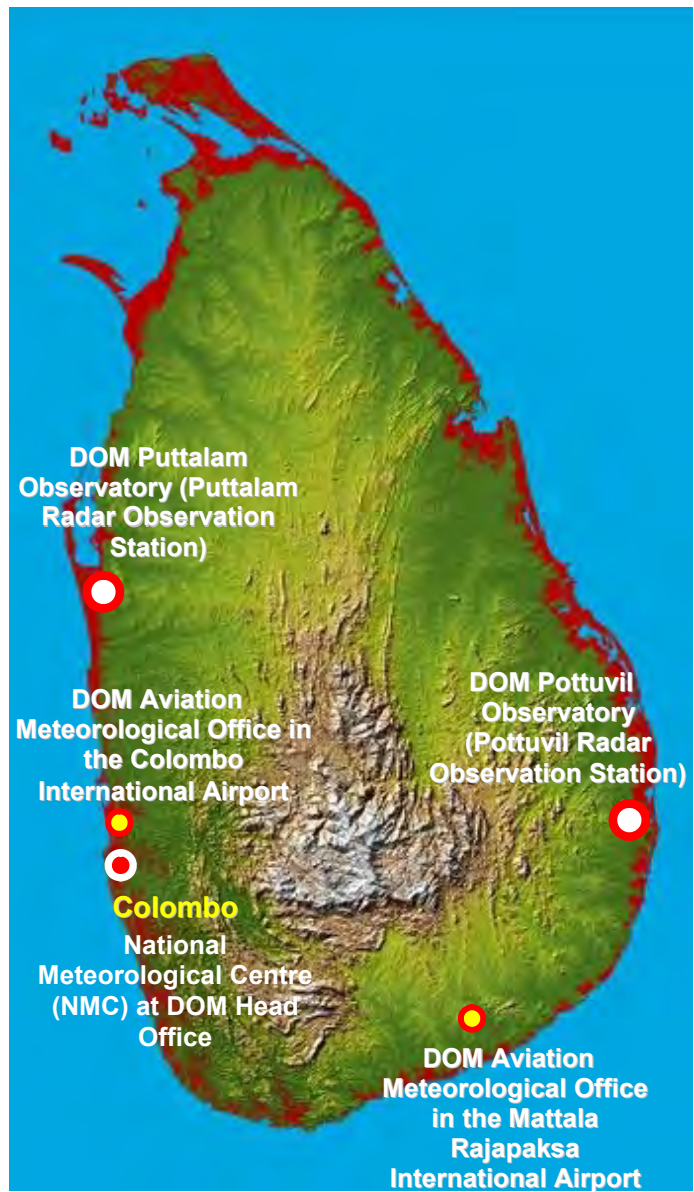 DOM Puttalam
Observatory (Puttalam
Radar Observation
Station)
DOM Aviation
Meteorological Office in
the Colombo
International Airport
DOM Pottuvil
Observatory
(Pottuvil Radar
Observation Station)
Colombo
National
Meteorological Centre
(NMC) at DOM Head
Office
DOM Aviation
Meteorological Office
in the Mattala
Rajapaksa
International Airport